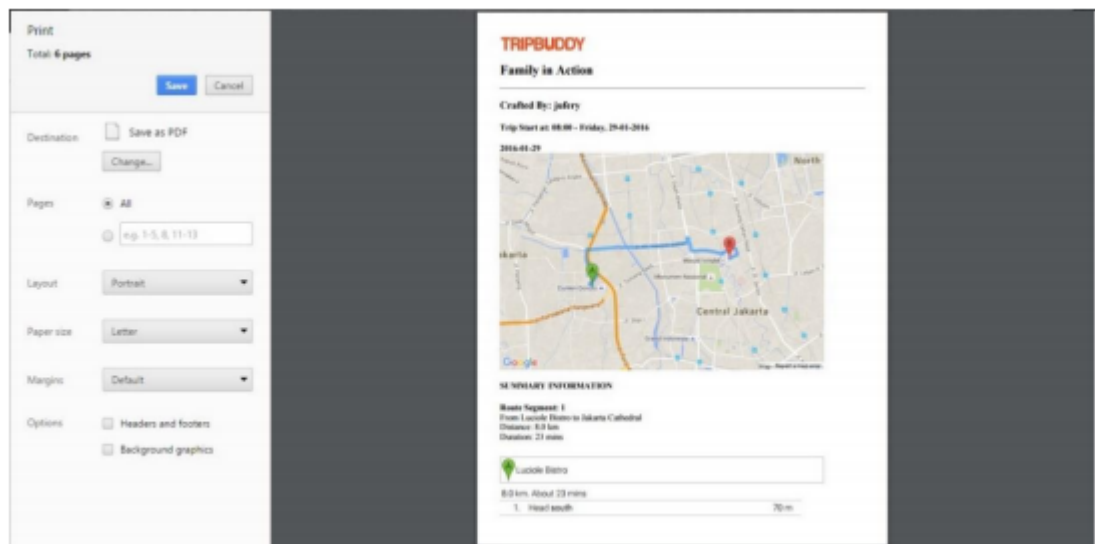 Print
Total: 6 pages
Save Cancel
Destination Save as PDF
Change...
Pages All
e.g. 1-5, 8, 11-13
Layout Portrait
Paper size Letter
Margins Default
Options Headers and footers
Background graphics
TRIPBUDDY
Family in Action
Crafted By: jufery
Trip Start at: 08:00 - Friday, 29-01-2016
2016-01-29
North
Central Jakarta
Google
SUMMARY INFORMATION
Route Segment: 1
From Luciole Bistro to Jakarta Cathedral
Distance: 8.0 km
Duration: 23 mins
A Luciole Bistro
8.0 km. About 23 mins
1. Head south 70 m